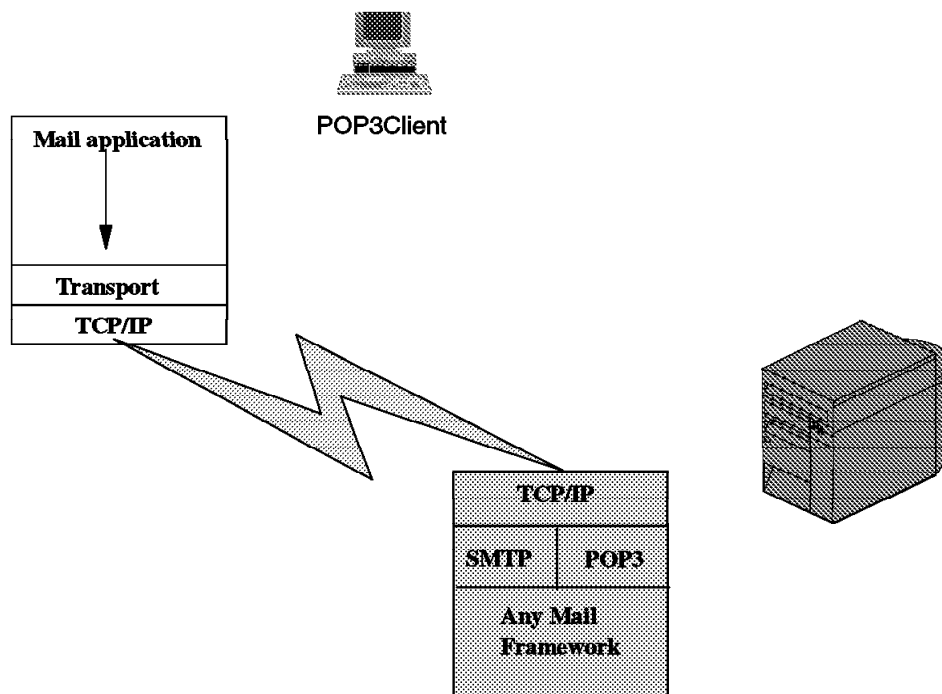 POP3Client
Mail application
Transport
TCP/IP
TCP/IP
SMTP
POP3
Any Mail
Framework